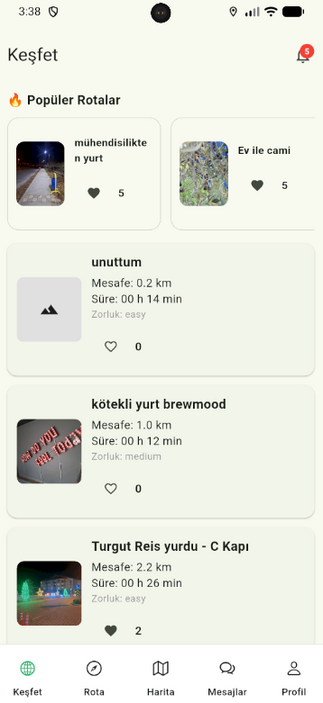 3:38
Keşfet
5
🔥 Popüler Rotalar
mühendisilikte
n yurt
5
Ev ile cami
5
unuttum
Mesafe: 0.2 km
Süre: 00 h 14 min
Zorluk: easy
0
kötekli yurt brewmood
Mesafe: 1.0 km
Süre: 00 h 12 min
Zorluk: medium
0
Turgut Reis yurdu - C Kapı
Mesafe: 2.2 km
Süre: 00 h 26 min
Zorluk: easy
2
Keşfet
Rota
Harita
Mesajlar
Profil